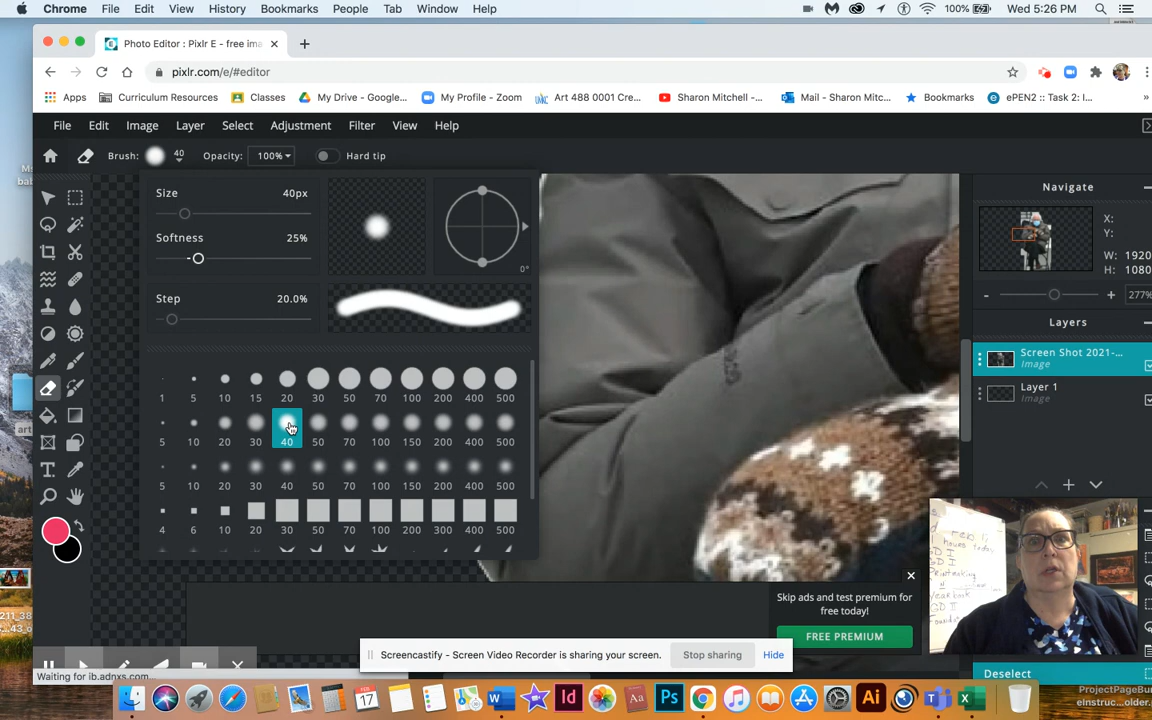 Chrome File Edit View History Bookmarks People Tab Window Help 100% Wed 5:26 PM
Photo Editor : Pixlr E - free ima
pixlr.com/e/#editor
Apps Curriculum Resources Classes My Drive - Google... My Profile - Zoom Art 488 0001 Cre... Sharon Mitchell -... Mail - Sharon Mitc... Bookmarks ePEN2 :: Task 2: I... »
File Edit Image Layer Select Adjustment Filter View Help
Brush: 40 Opacity: 100% Hard tip
Size 40px
Softness 25%
0°
Step 20.0%
1 5 10 15 20 30 50 70 100 200 400 500
5 10 20 30 40 50 70 100 150 200 400 500
5 10 20 30 40 50 70 100 150 200 400 500
4 6 10 20 30 50 70 100 200 300 500 700
Navigate
X:
Y:
W: 1920
H: 1080
- + 277%
Layers
Screen Shot 2021-...
Image
Layer 1
Image
Deselect
Skip ads and test premium for
free today!
FREE PREMIUM
Screencastify - Screen Video Recorder is sharing your screen. Stop sharing Hide
Waiting for ib.adnxs.com...
FEB
17
ProjectPageBu
eInstruc...older.